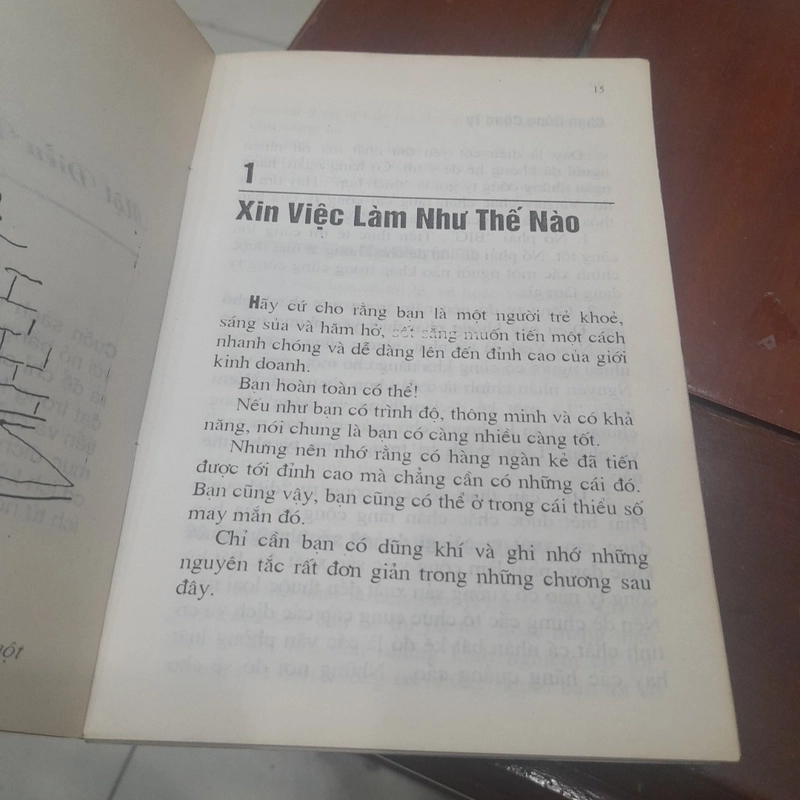 15
1
Xin Việc Làm Như Thế Nào
Hãy cứ cho rằng bạn là một người trẻ khoẻ,
sáng sủa và hăm hở, sẵn sàng muốn tiến một cách
nhanh chóng và dễ dàng lên đến đỉnh cao của giới
kinh doanh.
Bạn hoàn toàn có thể!
Nếu như bạn có trình độ, thông minh và có khả
năng, nói chung là bạn có càng nhiều càng tốt.
Nhưng nên nhớ rằng có hàng ngàn kẻ đã tiến
được tới đỉnh cao mà chẳng cần có những cái đó.
Bạn cũng vậy, bạn cũng có thể ở trong cái thiểu số
may mắn đó.
Chỉ cần bạn có dũng khí và ghi nhớ những
nguyên tắc rất đơn giản trong những chương sau
đây.